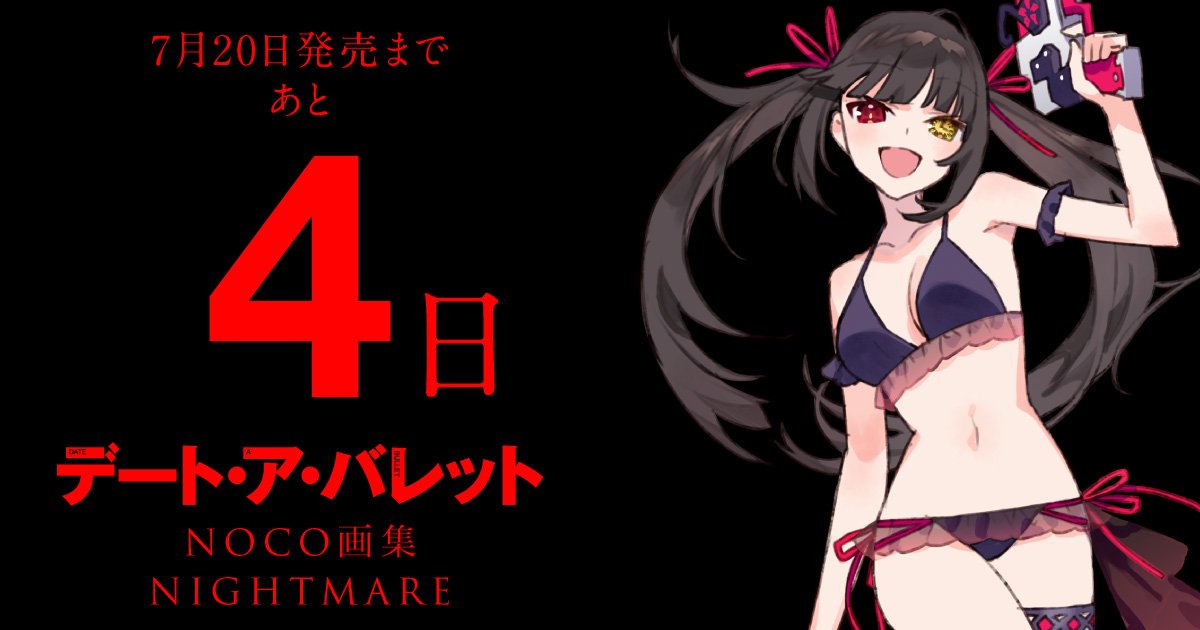 7月20日発売まで
あと
4日
デート・ア・バレット
DATE A BULLET
NOCO画集
NIGHTMARE